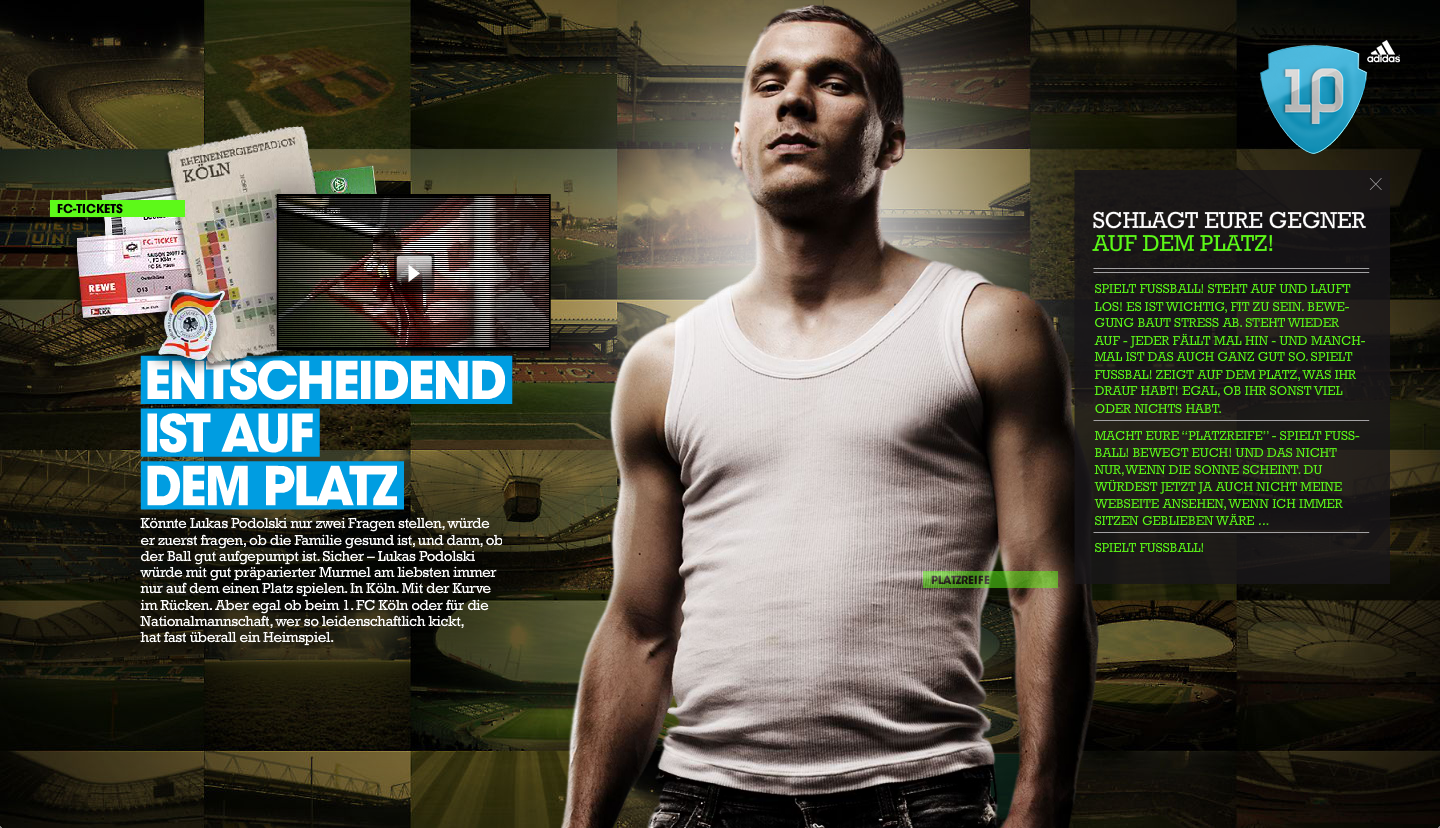 adidas
1p
RHEINENERGIESTADION
KÖLN
FC-TICKETS
FC. TICKET
REWE
ENTSCHEIDEND
IST AUF
DEM PLATZ
Könnte Lukas Podolski nur zwei Fragen stellen, würde
er zuerst fragen, ob die Familie gesund ist, und dann, ob
der Ball gut aufgepumpt ist. Sicher – Lukas Podolski
würde mit gut präparierter Murmel am liebsten immer
nur auf dem einen Platz spielen. In Köln. Mit der Kurve
im Rücken. Aber egal ob beim 1. FC Köln oder für die
Nationalmannschaft, wer so leidenschaftlich kickt,
hat fast überall ein Heimspiel.
PLATZREIFE
SCHLAGT EURE GEGNER
AUF DEM PLATZ!
SPIELT FUSSBALL! STEHT AUF UND LAUFT
LOS! ES IST WICHTIG, FIT ZU SEIN. BEWE-
GUNG BAUT STRESS AB. STEHT WIEDER
AUF - JEDER FÄLLT MAL HIN - UND MANCH-
MAL IST DAS AUCH GANZ GUT SO. SPIELT
FUSSBAL! ZEIGT AUF DEM PLATZ, WAS IHR
DRAUF HABT! EGAL, OB IHR SONST VIEL
ODER NICHTS HABT.
MACHT EURE “PLATZREIFE” - SPIELT FUSS-
BALL! BEWEGT EUCH! UND DAS NICHT
NUR, WENN DIE SONNE SCHEINT. DU
WÜRDEST JETZT JA AUCH NICHT MEINE
WEBSEITE ANSEHEN, WENN ICH IMMER
SITZEN GEBLIEBEN WÄRE ...
SPIELT FUSSBALL!